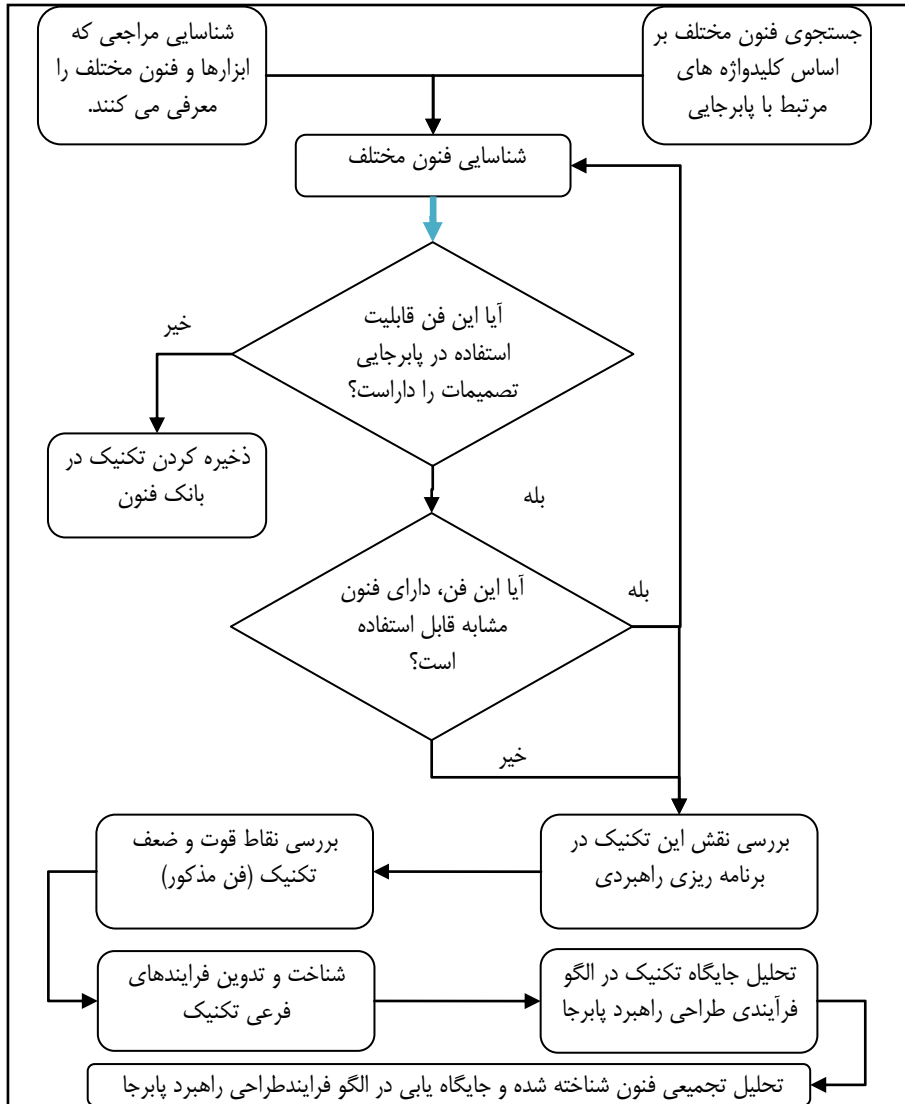 جستجوی فنون مختلف بر
اساس کلیدواژه های
مرتبط با پابرجایی
شناسایی مراجعی که
ابزارها و فنون مختلف را
معرفی می کنند.
شناسایی فنون مختلف
آیا این فن قابلیت
استفاده در پابرجایی
تصمیمات را داراست؟
خیر
ذخیره کردن تکنیک در
بانک فنون
بله
آیا این فن، دارای فنون
مشابه قابل استفاده
است؟
بله
خیر
بررسی نقش این تکنیک در
برنامه ریزی راهبردی
بررسی نقاط قوت و ضعف
تکنیک (فن مذکور)
شناخت و تدوین فرایندهای
فرعی تکنیک
تحلیل جایگاه تکنیک در الگو
فرآیندی طراحی راهبرد پابرجا
تحلیل تجمیعی فنون شناخته شده و جایگاه یابی در الگو فرایندطراحی راهبرد پابرجا